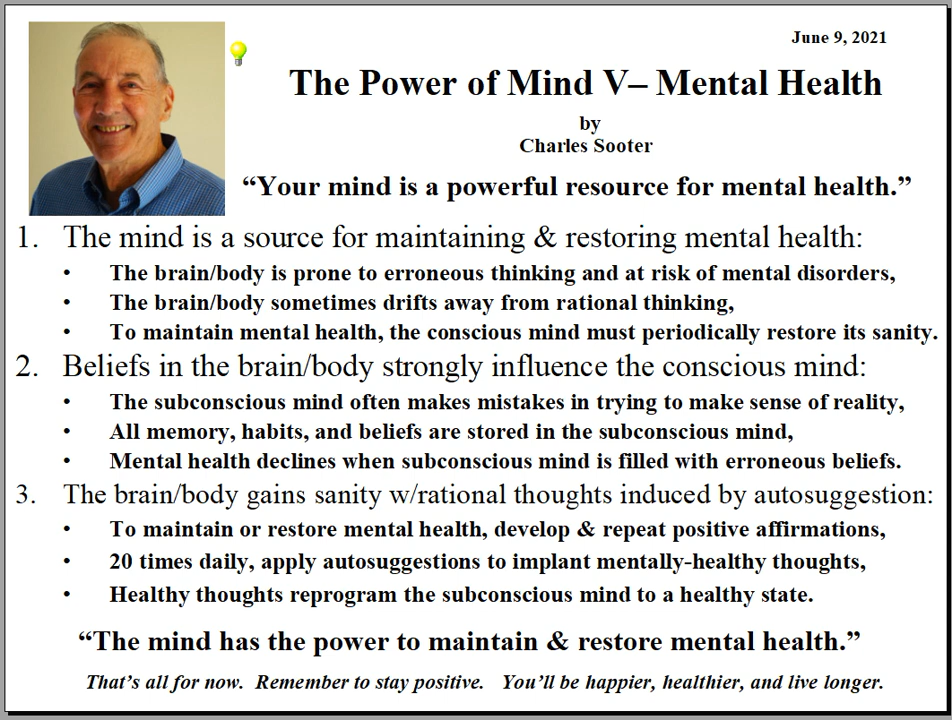 June 9, 2021
The Power of Mind V– Mental Health
by
Charles Sooter
“Your mind is a powerful resource for mental health.”
1. The mind is a source for maintaining & restoring mental health:
• The brain/body is prone to erroneous thinking and at risk of mental disorders,
• The brain/body sometimes drifts away from rational thinking,
• To maintain mental health, the conscious mind must periodically restore its sanity.
2. Beliefs in the brain/body strongly influence the conscious mind:
• The subconscious mind often makes mistakes in trying to make sense of reality,
• All memory, habits, and beliefs are stored in the subconscious mind,
• Mental health declines when subconscious mind is filled with erroneous beliefs.
3. The brain/body gains sanity w/rational thoughts induced by autosuggestion:
• To maintain or restore mental health, develop & repeat positive affirmations,
• 20 times daily, apply autosuggestions to implant mentally-healthy thoughts,
• Healthy thoughts reprogram the subconscious mind to a healthy state.
“The mind has the power to maintain & restore mental health.”
That’s all for now. Remember to stay positive. You’ll be happier, healthier, and live longer.